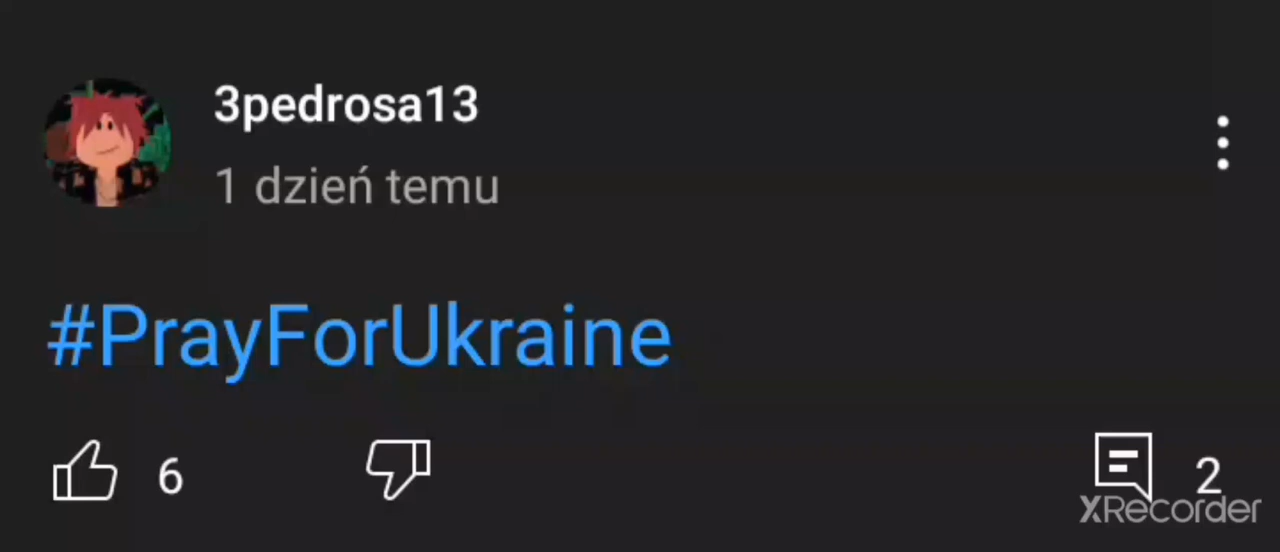 3pedrosa13
1 dzień temu
#PrayForUkraine
6
2
XRecorder